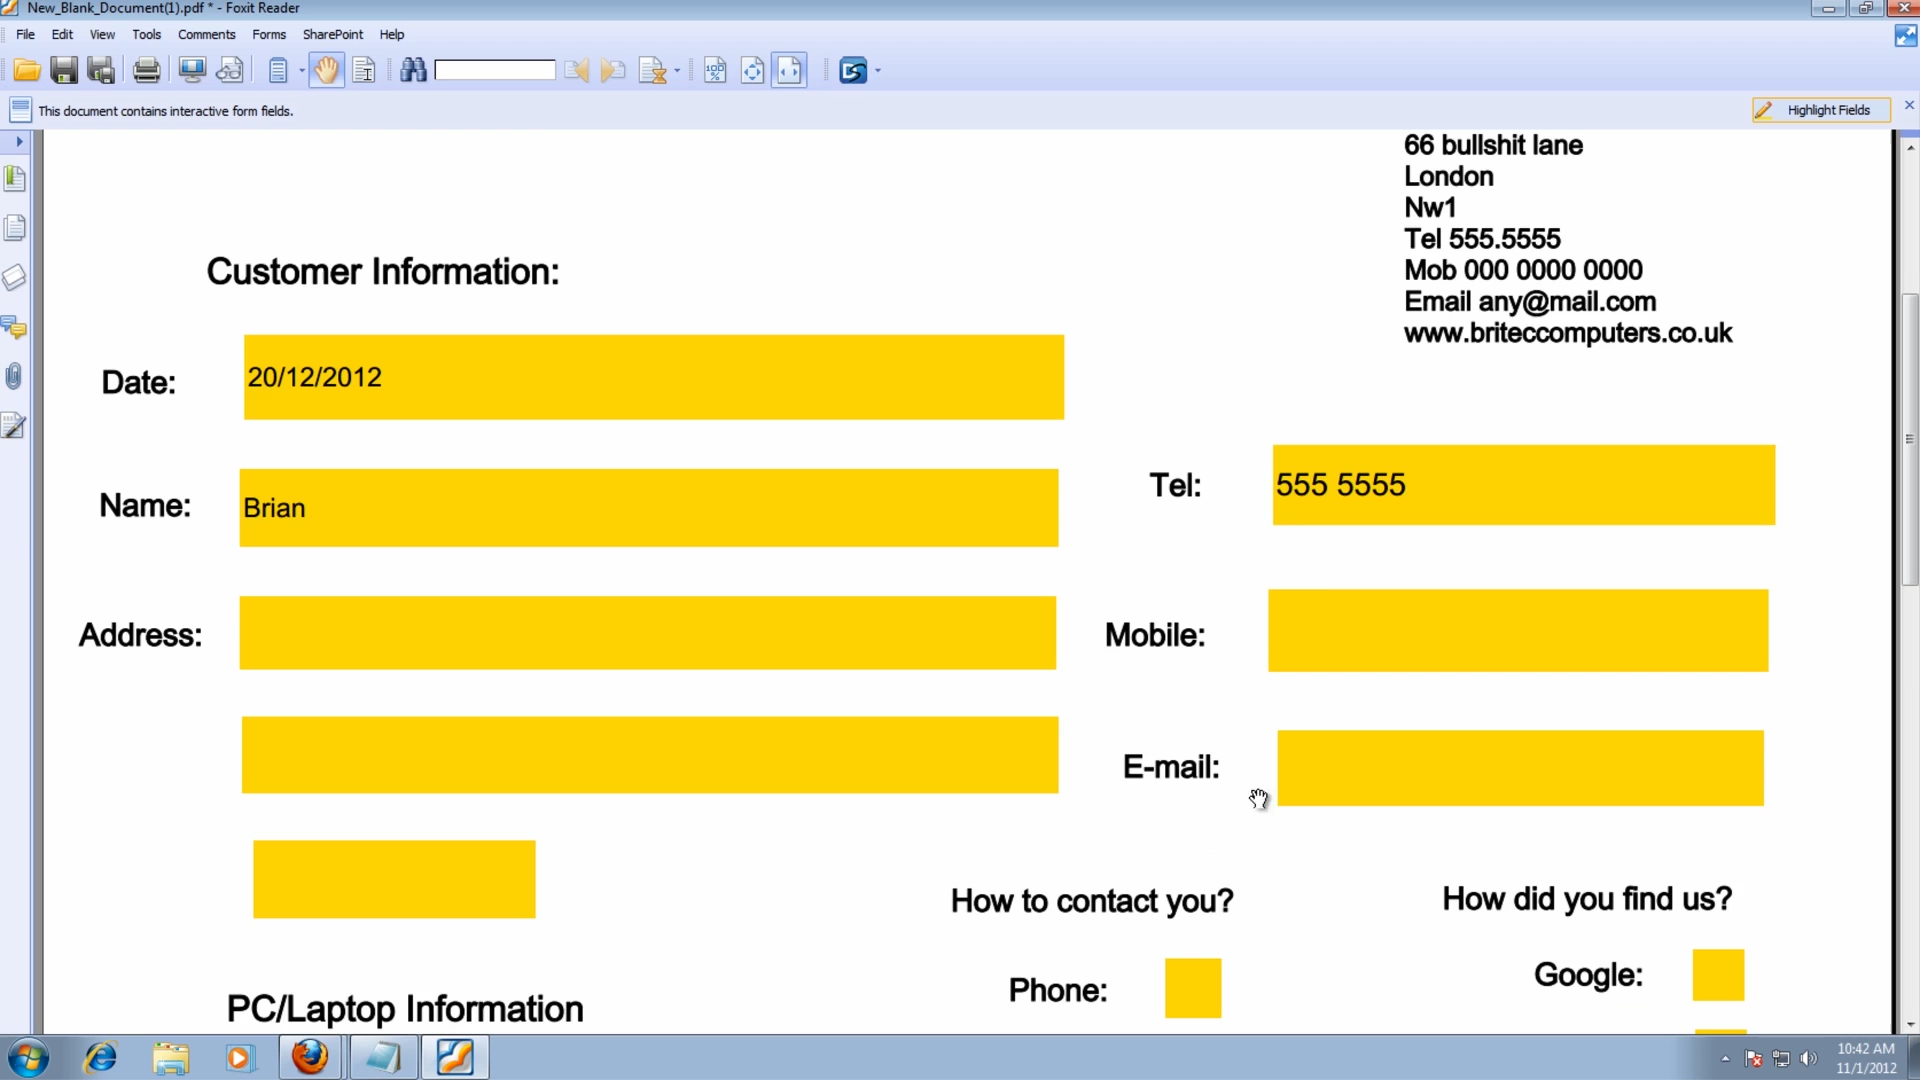 New_Blank_Document(1).pdf * - Foxit Reader
File Edit View Tools Comments Forms SharePoint Help
This document contains interactive form fields.
Highlight Fields
66 bullshit lane
London
Nw1
Tel 555.5555
Mob 000 0000 0000
Email any@mail.com
www.briteccomputers.co.uk
Customer Information:
Date: 20/12/2012
Name: Brian
Tel: 555 5555
Address:
Mobile:
E-mail:
How to contact you?
How did you find us?
Phone:
Google:
PC/Laptop Information
10:42 AM
11/1/2012